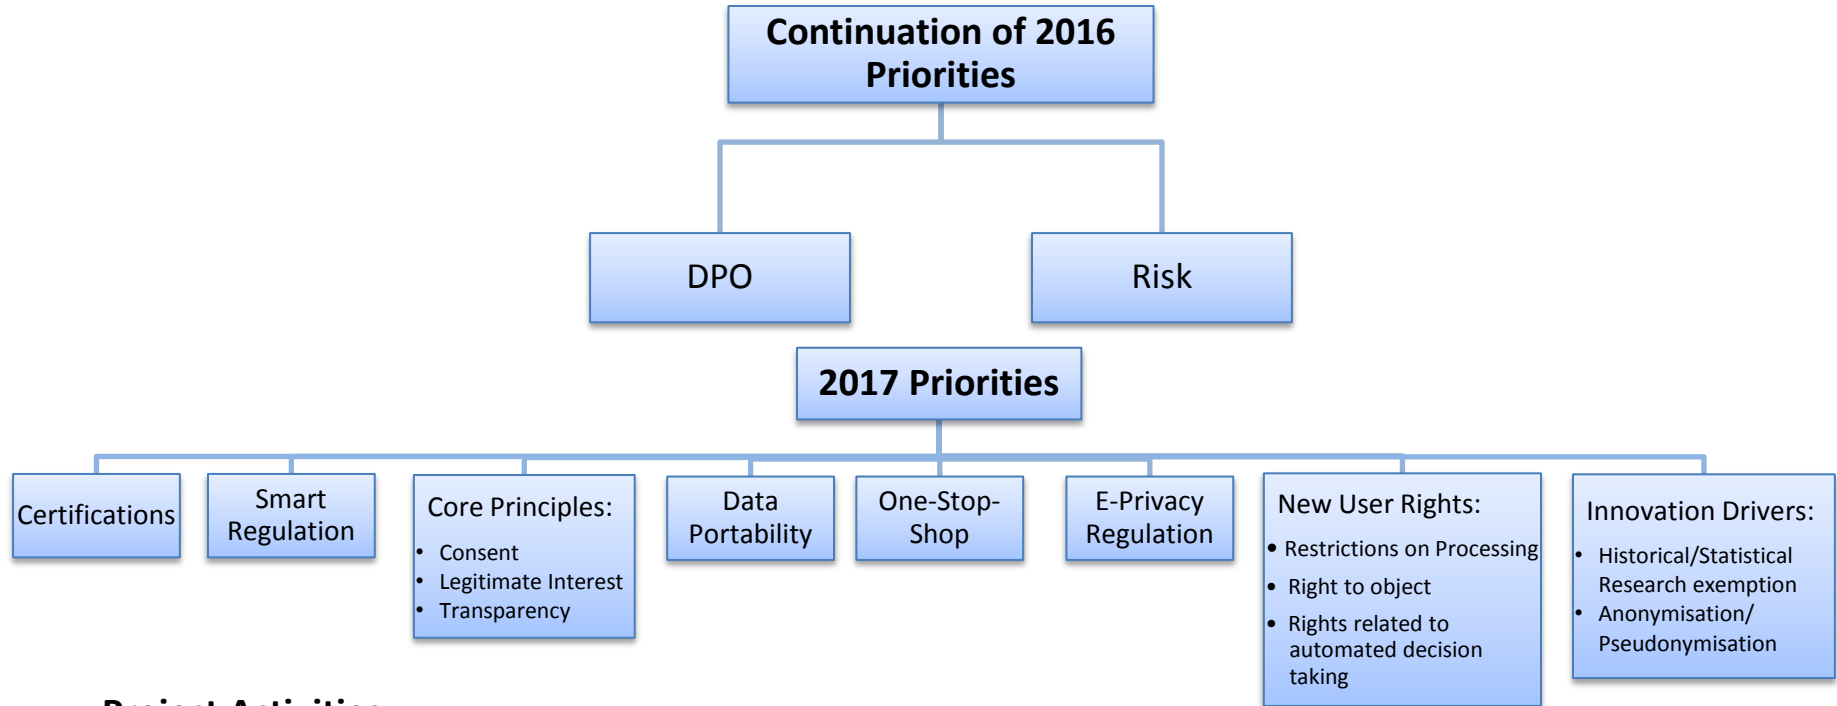 Continuation of 2016
Priorities
DPO
Risk
2017 Priorities
Certifications
Smart
Regulation
Core Principles:
• Consent
• Legitimate Interest
• Transparency
Data
Portability
One-Stop-
Shop
E-Privacy
Regulation
New User Rights:
• Restrictions on Processing
• Right to object
• Rights related to
automated decision
taking
Innovation Drivers:
• Historical/Statistical
Research exemption
• Anonymisation/
Pseudonymisation
Project Activities